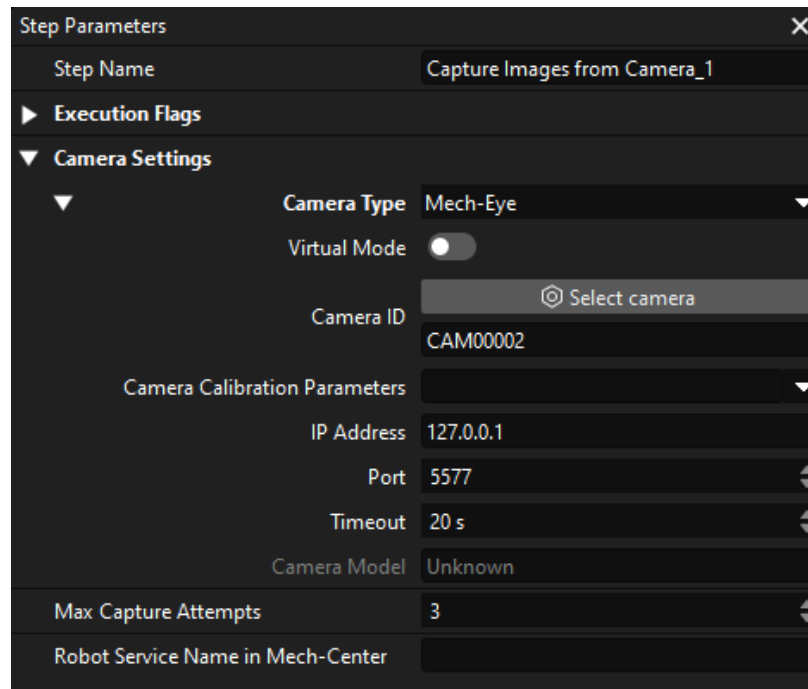 Step Parameters
Step Name Capture Images from Camera_1
Execution Flags
Camera Settings
Camera Type Mech-Eye
Virtual Mode
Select camera
Camera ID
CAM00002
Camera Calibration Parameters
IP Address 127.0.0.1
Port 5577
Timeout 20 s
Camera Model Unknown
Max Capture Attempts 3
Robot Service Name in Mech-Center